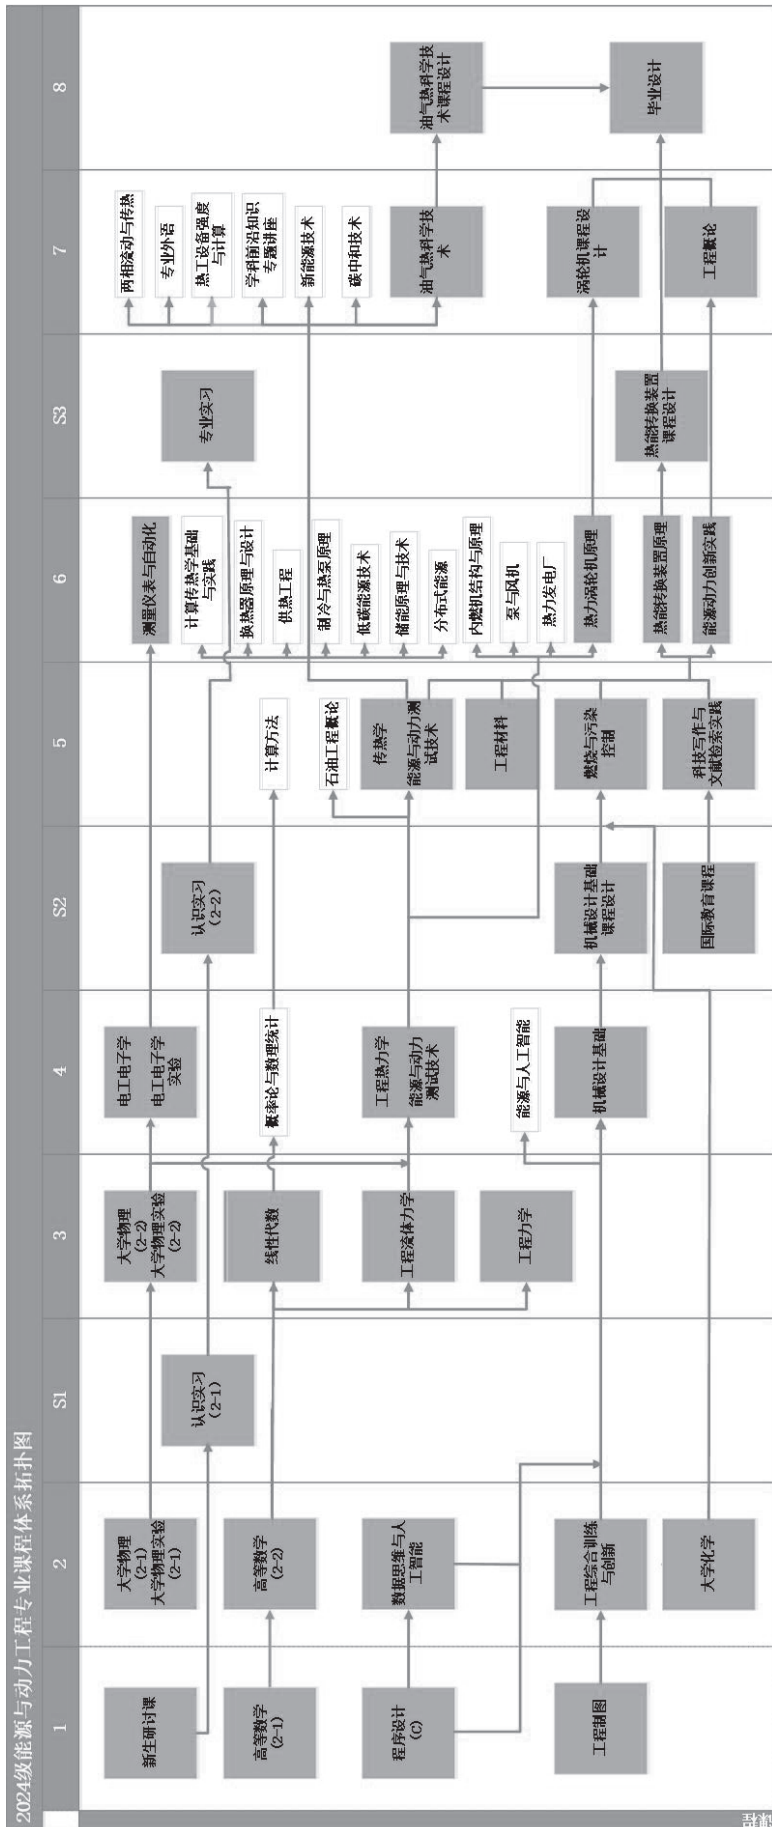 2024级能源与动力工程专业课程体系拓扑图
1
2
S1
3
4
S2
5
6
S3
7
8
课程
新生研讨课
高等数学
(2-1)
程序设计
(C)
工程制图
大学物理
(2-1)
大学物理实验
(2-1)
高等数学
(2-2)
数据思维与人
工智能
工程综合训练
与创新
大学化学
认识实习
(2-1)
大学物理
(2-2)
大学物理实验
(2-2)
线性代数
工程流体力学
工程力学
电工电子学
电工电子学
实验
概率论与数理统计
工程热力学
能源与动力
测试技术
能源与人工智能
机械设计基础
认识实习
(2-2)
机械设计基础
课程设计
国际教育课程
计算方法
石油工程概论
传热学
能源与动力测
试技术
工程材料
燃烧与污染
控制
科技写作与
文献检索实践
测量仪表与自动化
计算传热学基础
与实践
换热器原理与设计
供热工程
制冷与热泵原理
低碳能源技术
储能原理与技术
分布式能源
内燃机结构与原理
泵与风机
热力发电厂
热力涡轮机原理
热能转换装置原理
能源动力创新实践
专业实习
热能转换装置
课程设计
两相流动与传热
专业外语
热工设备强度
与计算
学科前沿知识
专题讲座
新能源技术
碳中和技术
油气热科学技
术
涡轮机课程设
计
工程概论
油气热科学技
术课程设计
毕业设计